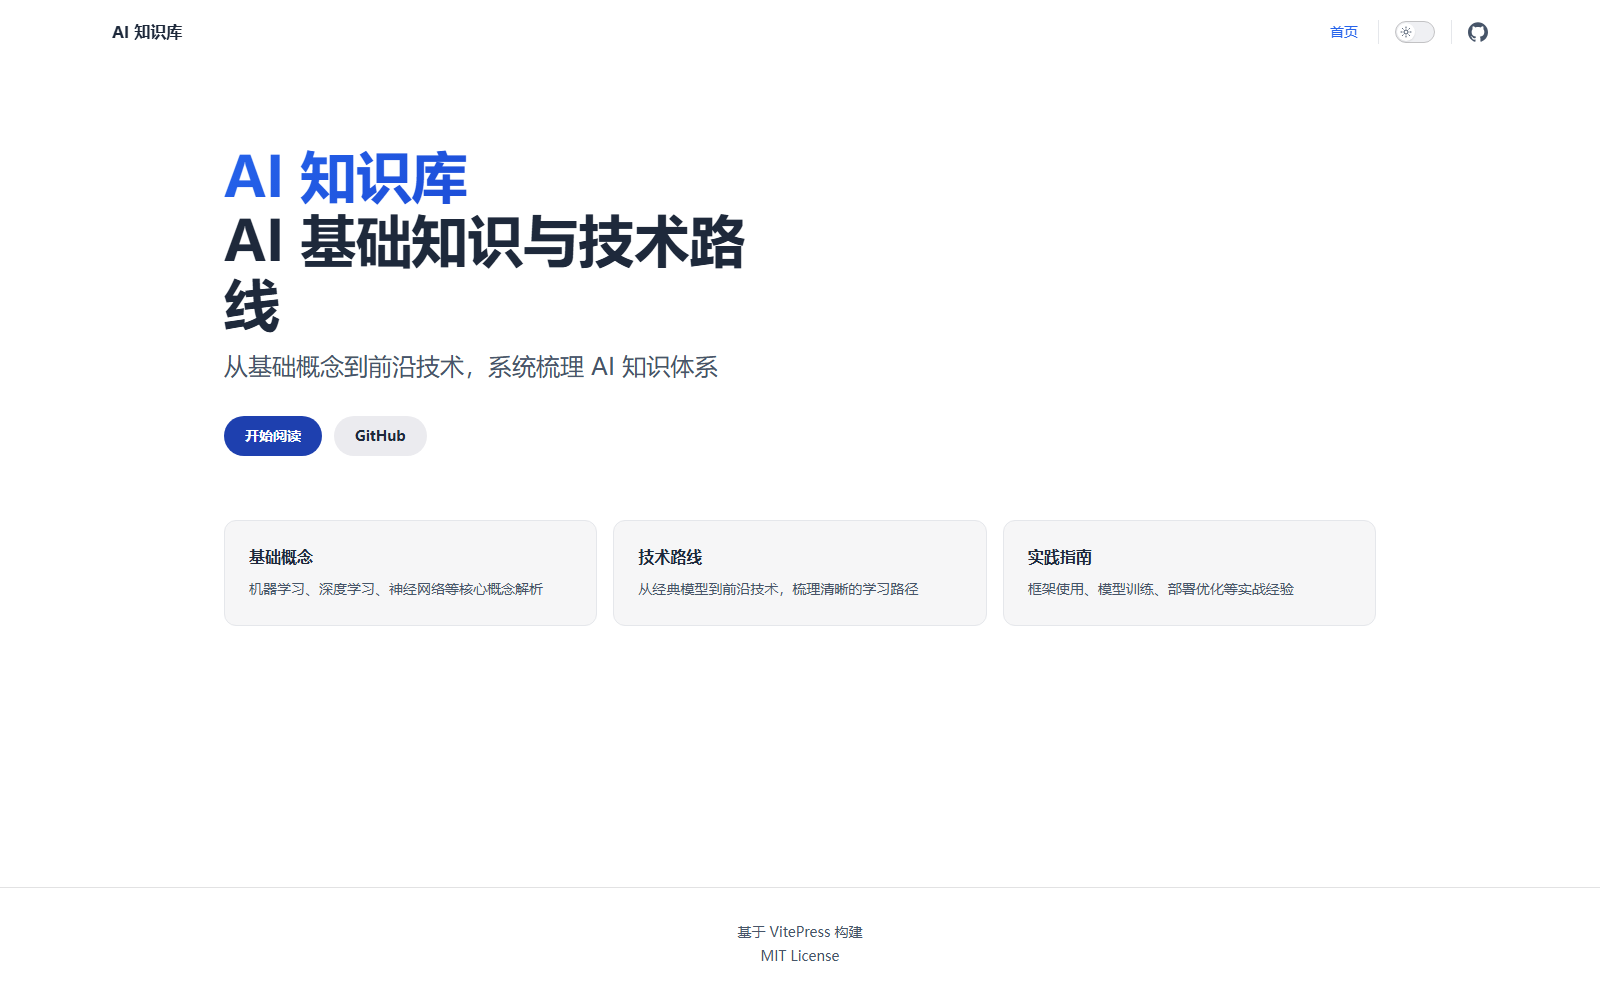 AI 知识库
首页
AI 知识库
AI 基础知识与技术路
线
从基础概念到前沿技术，系统梳理 AI 知识体系
开始阅读
GitHub
基础概念
机器学习、深度学习、神经网络等核心概念解析
技术路线
从经典模型到前沿技术，梳理清晰的学习路径
实践指南
框架使用、模型训练、部署优化等实战经验
基于 VitePress 构建
MIT License